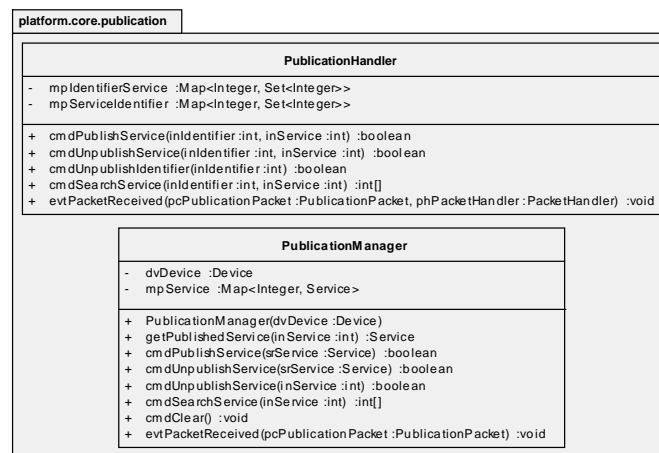 platform.core.publication
PublicationHandler
- mpIdentifierService :Map<Integer, Set<Integer>>
- mpServiceIdentifier :Map<Integer, Set<Integer>>
+ cmdPublishService(inIdentifier :int, inService :int) :boolean
+ cmdUnpublishService(inIdentifier :int, inService :int) :boolean
+ cmdUnpublishIdentifier(inIdentifier :int) :boolean
+ cmdSearchService(inIdentifier :int, inService :int) :int[]
+ evtPacketReceived(pcPublicationPacket :PublicationPacket, phPacketHandler :PacketHandler) :void
PublicationManager
- dvDevice :Device
- mpService :Map<Integer, Service>
+ PublicationManager(dvDevice :Device)
+ getPublishedService(inService :int) :Service
+ cmdPublishService(srService :Service) :boolean
+ cmdUnpublishService(srService :Service) :boolean
+ cmdUnpublishService(inService :int) :boolean
+ cmdSearchService(inService :int) :int[]
+ cmdClear() :void
+ evtPacketReceived(pcPublicationPacket :PublicationPacket) :void